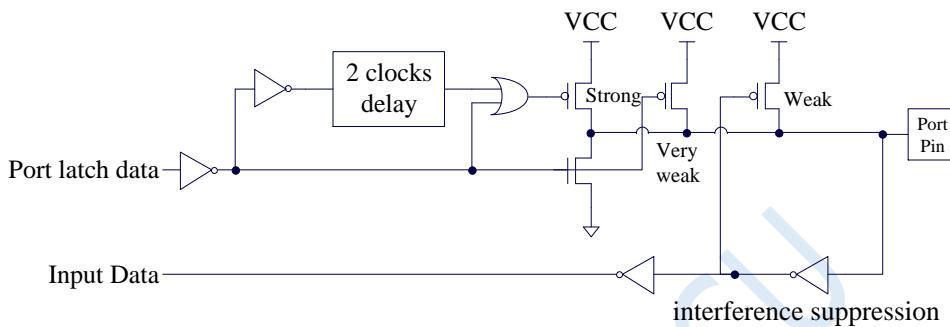 VCC
VCC
VCC
2 clocks
delay
Strong
Weak
Port
Pin
Very
weak
Port latch data
Input Data
interference suppression